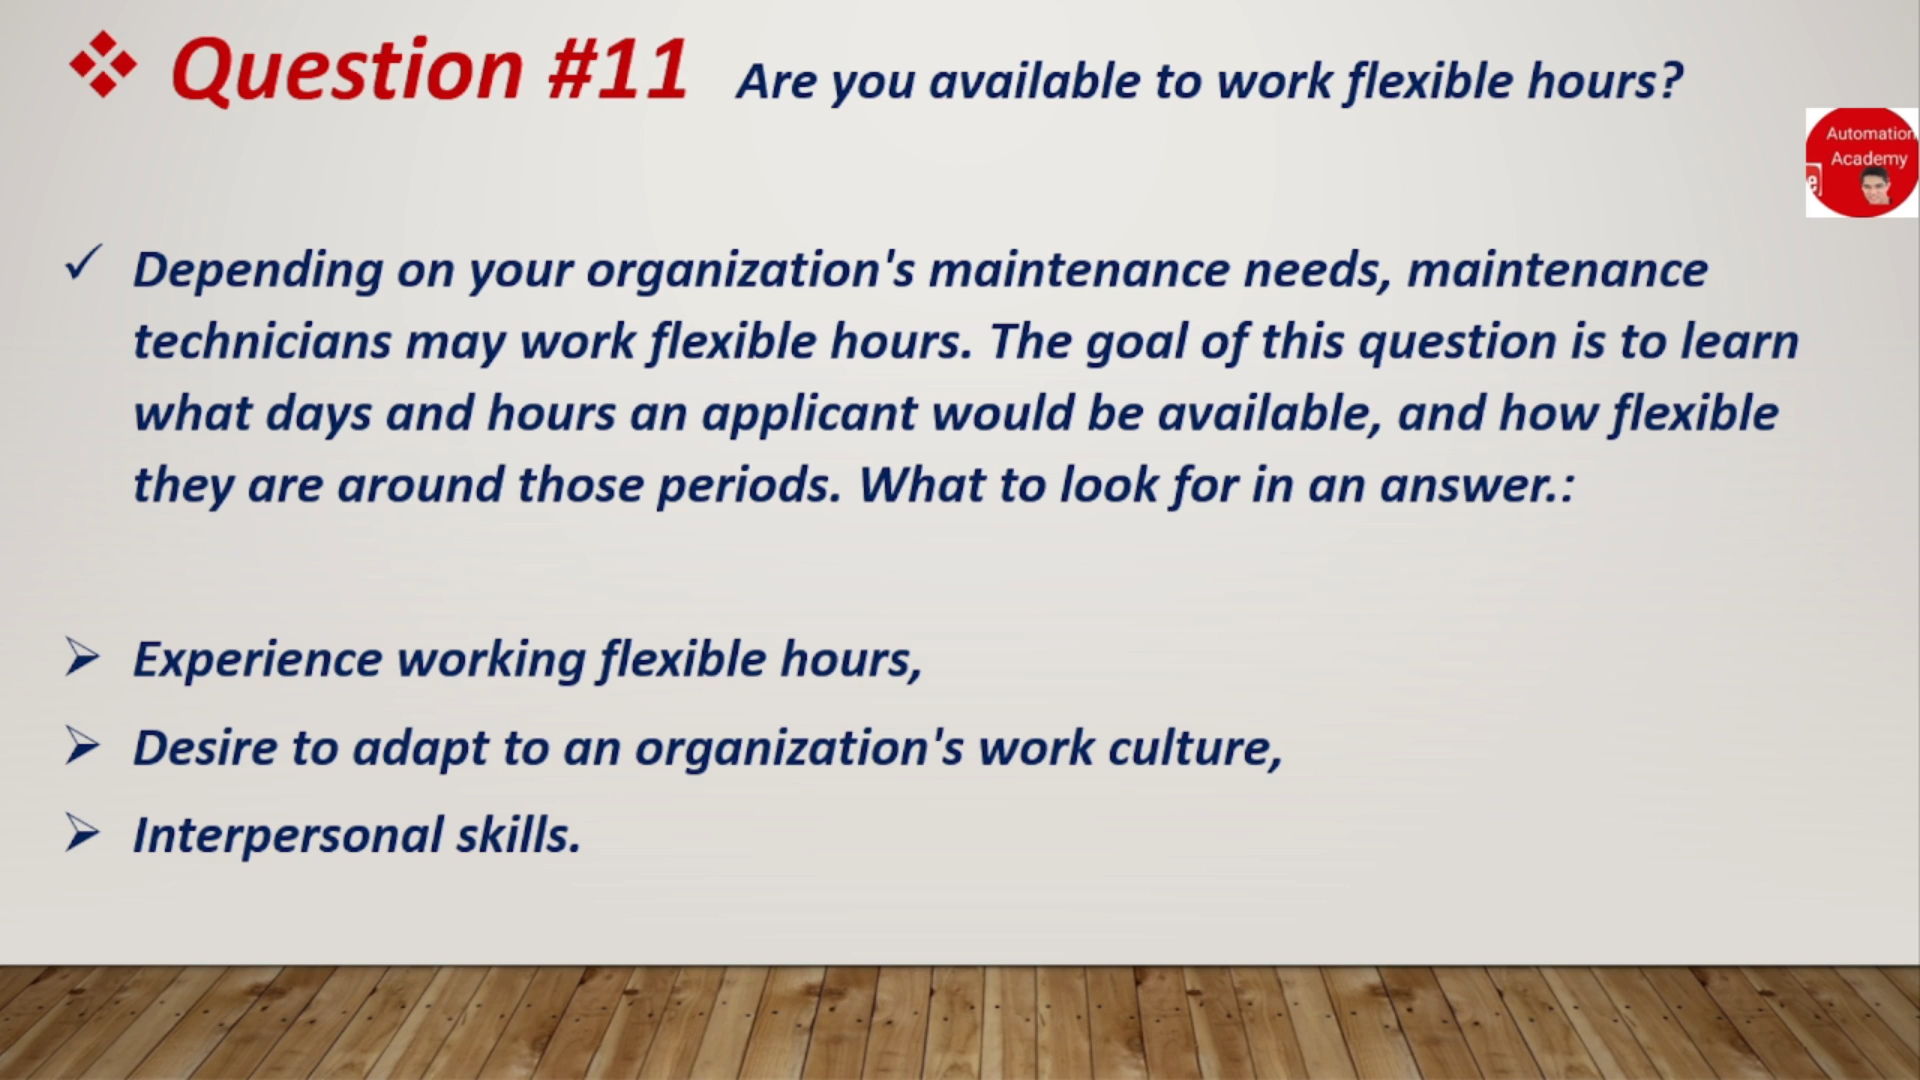 Question #11 Are you available to work flexible hours?
Automation
Academy
e
Depending on your organization's maintenance needs, maintenance
technicians may work flexible hours. The goal of this question is to learn
what days and hours an applicant would be available, and how flexible
they are around those periods. What to look for in an answer.:
Experience working flexible hours,
Desire to adapt to an organization's work culture,
Interpersonal skills.